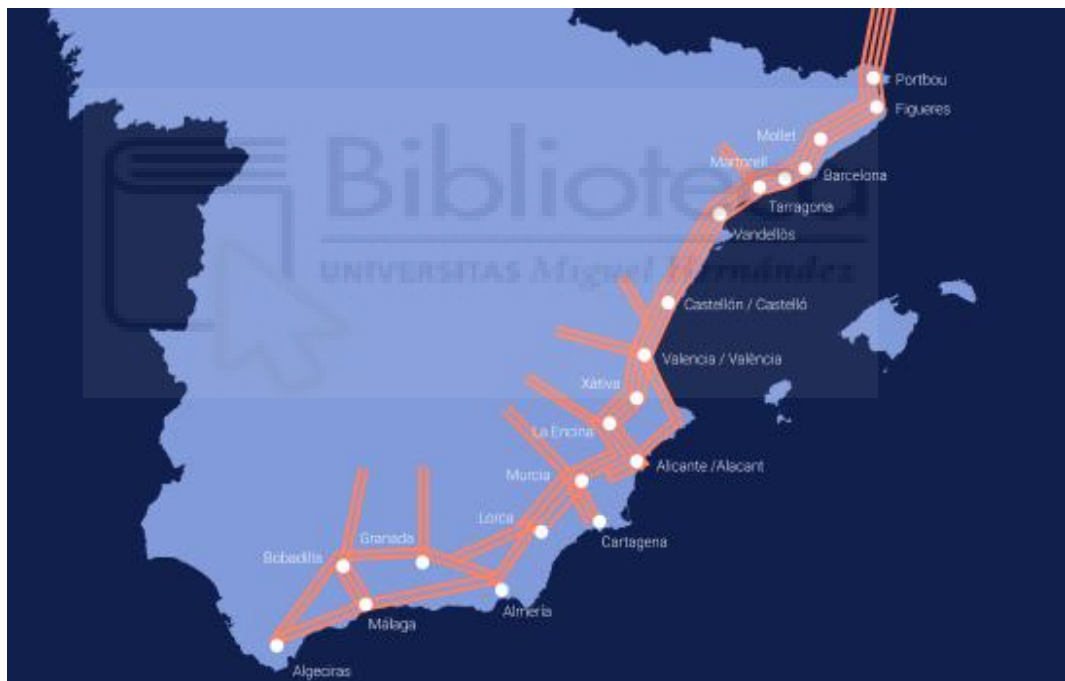 Portbou
Figueres
Mollet
Martorell
Barcelona
Tarragona
Vandellòs
Biblioteca
UNIVERSITAS Miguel Hernández
Castellón / Castelló
Valencia / València
Xátiva
La Encina
Alicante /Alacant
Murcia
Lorca
Cartagena
Granada
Bobadilla
Almería
Málaga
Algeciras